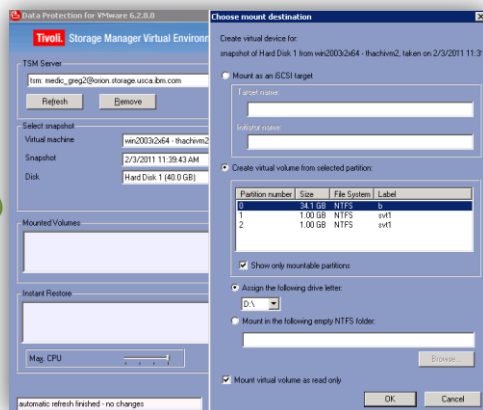 Data Protection for VMware 6.2.0.0
Tivoli. Storage Manager Virtual Environ
TSM Server
tsm: medic_greg2@orion.storage.usca.ibm.com
Refresh
Remove
Select snapshot
Virtual machine
win2003r2x64 - thachivm2
Snapshot
2/3/2011 11:39:43 AM
Disk
Hard Disk 1 (40.0 GB)
Mounted Volumes
Instant Restore
Max. CPU
automatic refresh finished - no changes
Choose mount destination
Create virtual device for:
snapshot of Hard Disk 1 from win2003r2x64 - thachivm2, taken on 2/3/2011 11:3
Mount as an iSCSI target
Target name:
Initiator name:
Create virtual volume from selected partition:
Partition number Size File System Label
0 34.1 GB NTFS b
1 1.00 GB NTFS svt1
2 1.00 GB NTFS svt1
Show only mountable partitions
Assign the following drive letter:
D:\
Mount in the following empty NTFS folder:
Browse...
Mount virtual volume as read only
OK
Cancel